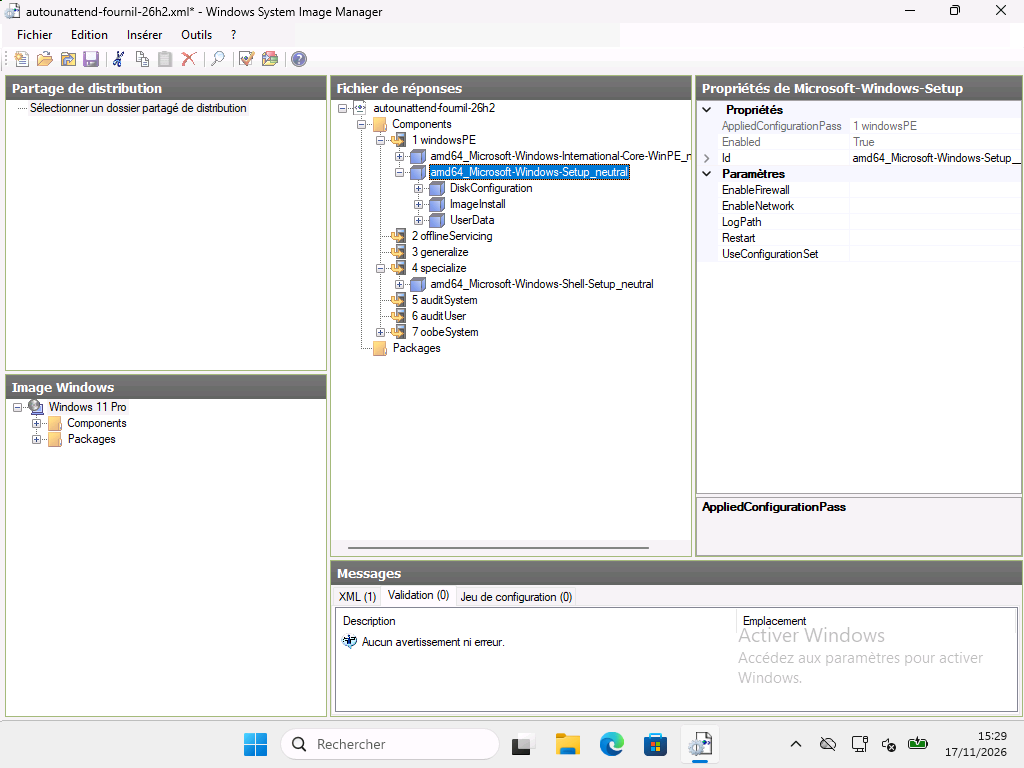 autounattend-fournil-26h2.xml* - Windows System Image Manager
Fichier Edition Insérer Outils ?
Partage de distribution
Sélectionner un dossier partagé de distribution
Image Windows
Windows 11 Pro
Components
Packages
Fichier de réponses
autounattend-fournil-26h2
Components
1 windowsPE
amd64_Microsoft-Windows-International-Core-WinPE_n
amd64_Microsoft-Windows-Setup_neutral
DiskConfiguration
ImageInstall
UserData
2 offlineServicing
3 generalize
4 specialize
amd64_Microsoft-Windows-Shell-Setup_neutral
5 auditSystem
6 auditUser
7 oobeSystem
Packages
Propriétés de Microsoft-Windows-Setup
Propriétés
AppliedConfigurationPass 1 windowsPE
Enabled True
Id amd64_Microsoft-Windows-Setup__
Paramètres
EnableFirewall
EnableNetwork
LogPath
Restart
UseConfigurationSet
AppliedConfigurationPass
Messages
XML (1) Validation (0) Jeu de configuration (0)
Description Emplacement
Aucun avertissement ni erreur.
Activer Windows
Accédez aux paramètres pour activer
Windows.
Rechercher
15:29
17/11/2026